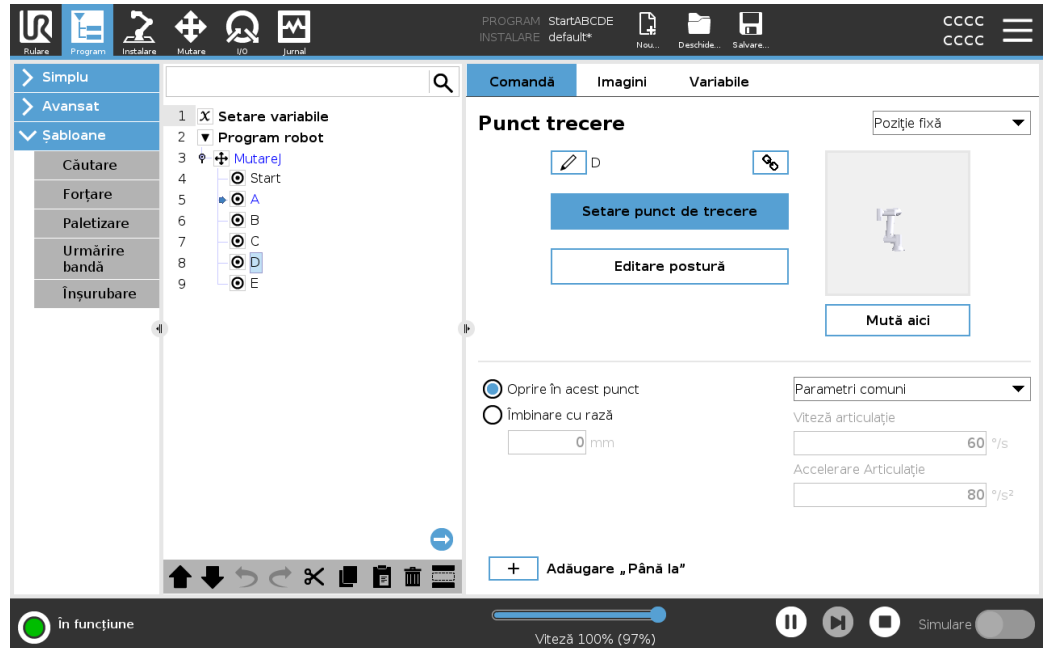 PROGRAM StartABCDE
INSTALARE default*
CCCC
CCCC
Rulare
Program
Instalare
Mutare
I/O
Jurnal
Nou...
Deschide...
Salvare...
Simplu
Avansat
Șabloane
Căutare
Forțare
Paletizare
Urmărire
bandă
Înșurubare
1 X Setare variabile
2 Program robot
3 MutareJ
4 Start
5 A
6 B
7 C
8 D
9 E
Comandă
Imagini
Variabile
Punct trecere
Poziție fixă
D
Setare punct de trecere
Editare postură
Mută aici
Oprire în acest punct
Îmbinare cu rază
0 mm
Parametri comuni
Viteză articulație
60 °/s
Accelerare Articulație
80 °/s²
+ Adăugare „Până la”
În funcțiune
Viteză 100% (97%)
Simulare